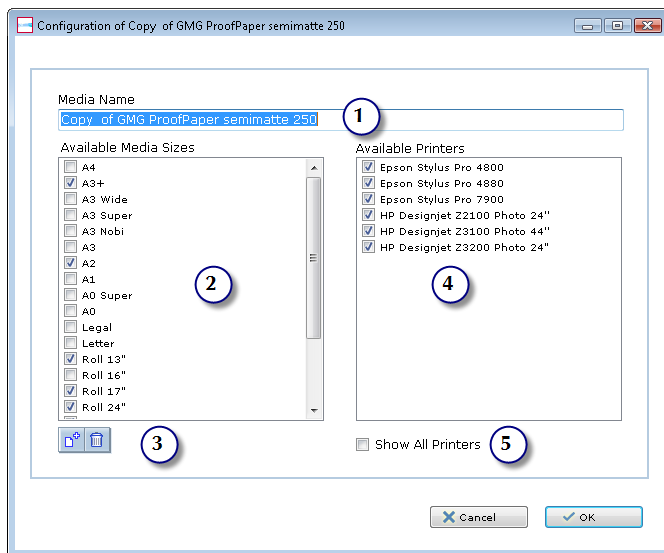 Configuration of Copy  of GMG ProofPaper semimatte 250
Media Name
Copy  of GMG ProofPaper semimatte 250
1
Available Media Sizes
A4
A3+
A3 Wide
A3 Super
A3 Nobi
A3
A2
A1
A0 Super
A0
Legal
Letter
Roll 13"
Roll 16"
Roll 17"
Roll 24"
2
3
Available Printers
Epson Stylus Pro 4800
Epson Stylus Pro 4880
Epson Stylus Pro 7900
HP Designjet Z2100 Photo 24"
HP Designjet Z3100 Photo 44"
HP Designjet Z3200 Photo 24"
4
Show All Printers
5
Cancel
OK